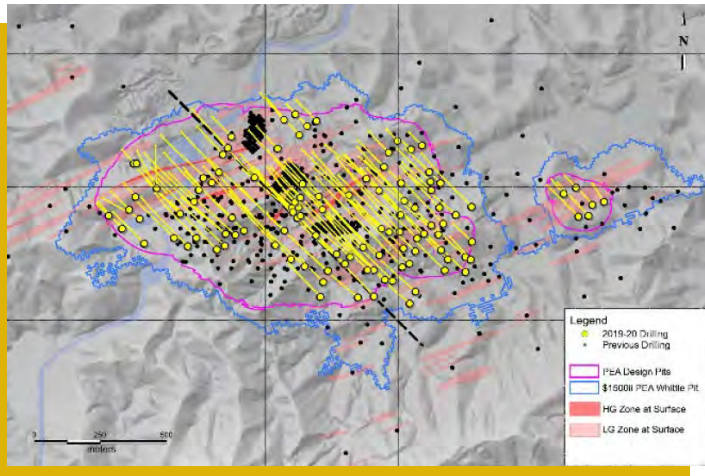 N
Legend
2019-20 Drilling
Previous Drilling
PEA Design Pits
PEA Whittle Pit
HG Zone at Surface
LG Zone at Surface
0 250 500
meters